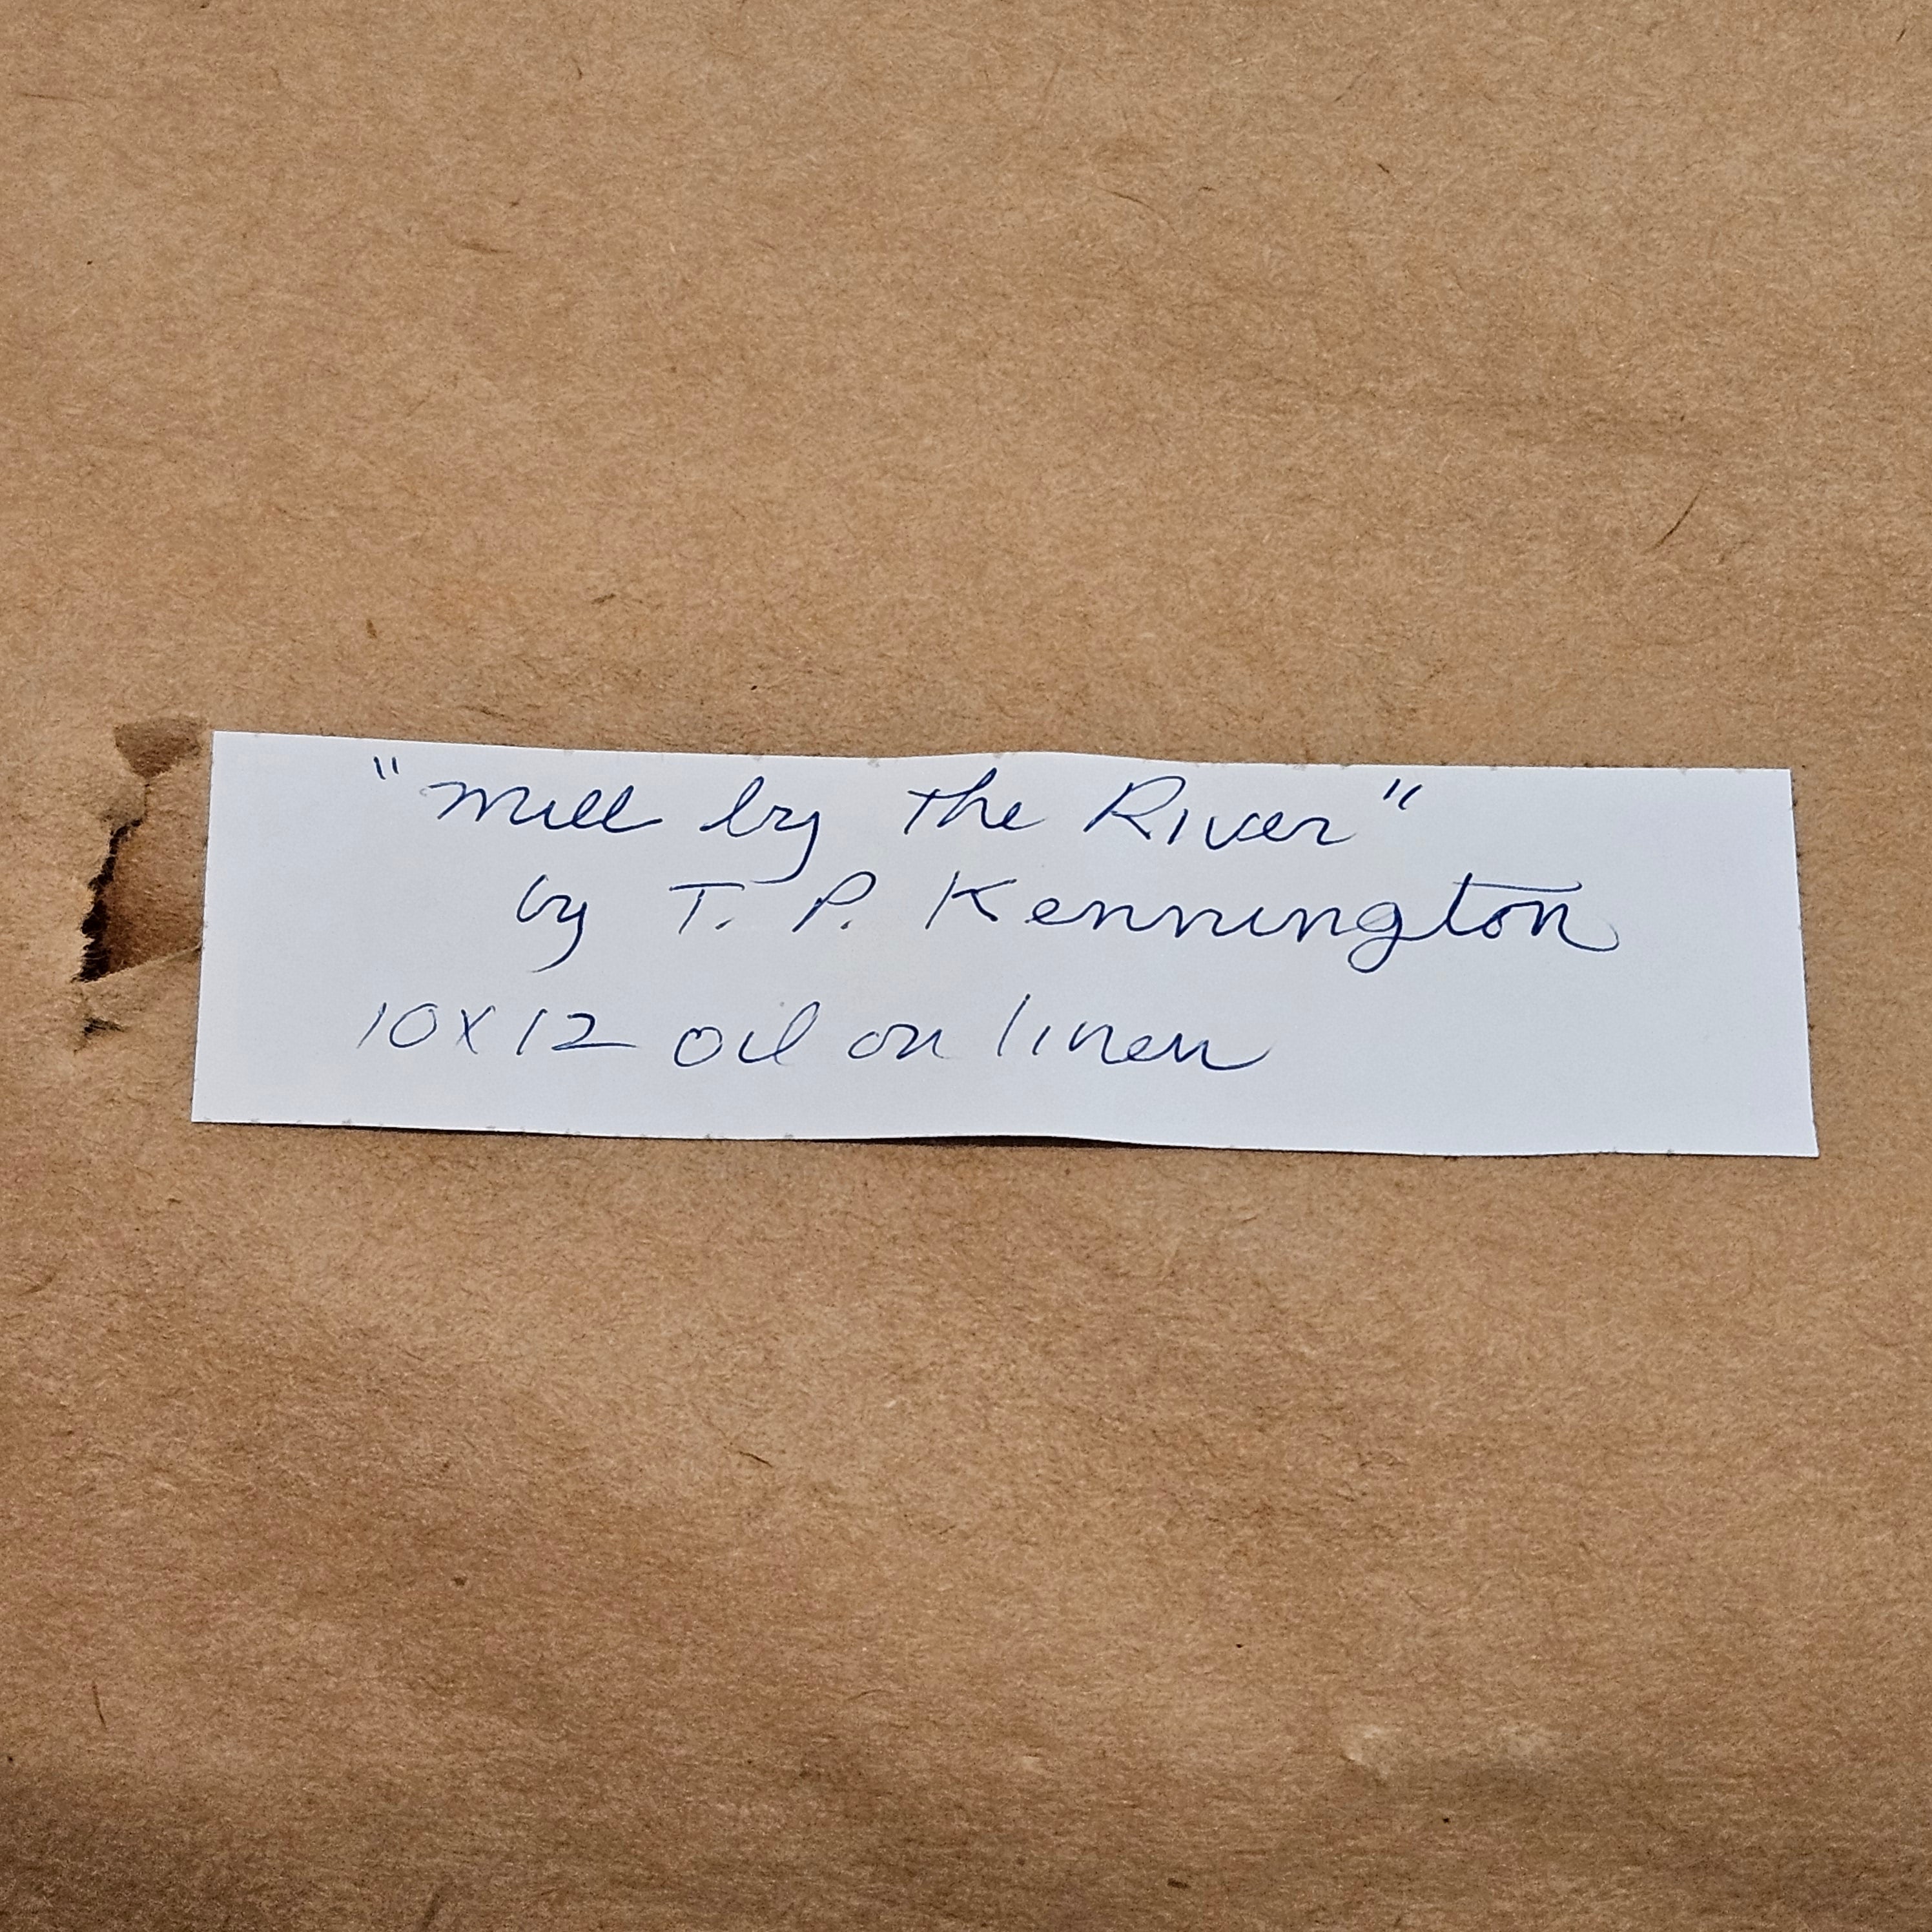 "Mill by the River"
by T. P. Kennington
10x12 oil on linen